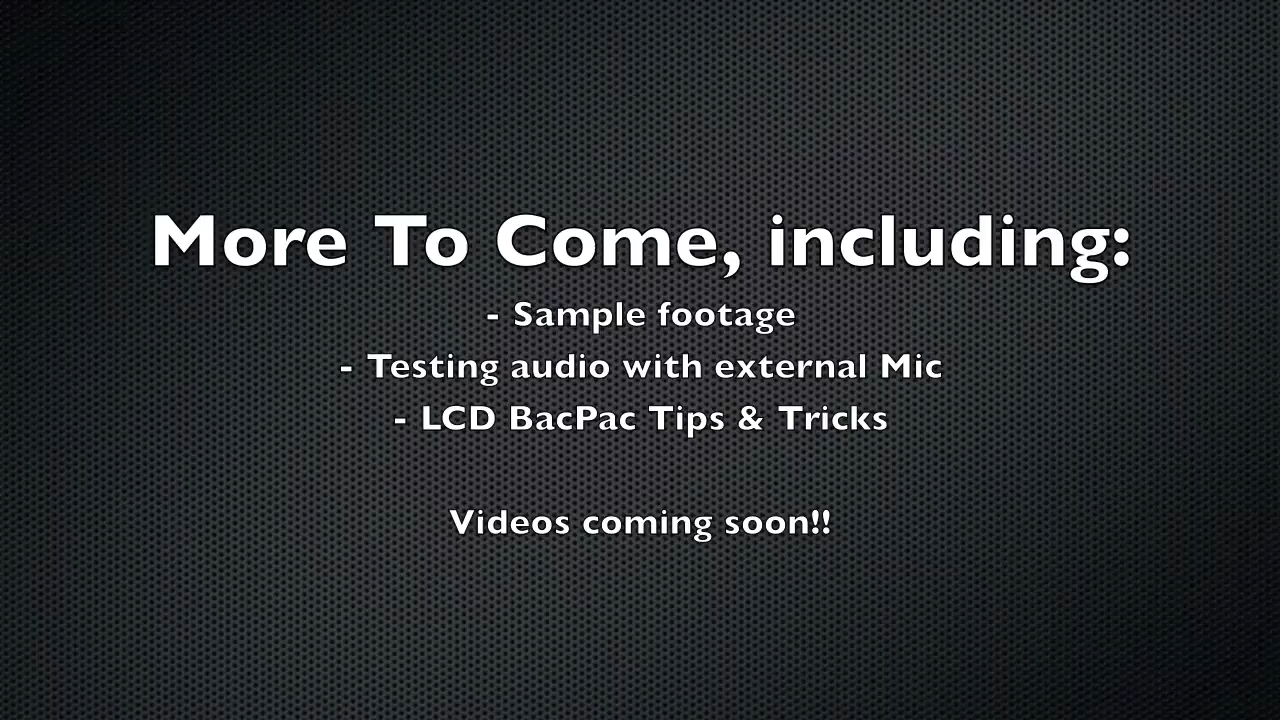 More To Come, including:
- Sample footage
- Testing audio with external Mic
- LCD BacPac Tips & Tricks
Videos coming soon!!